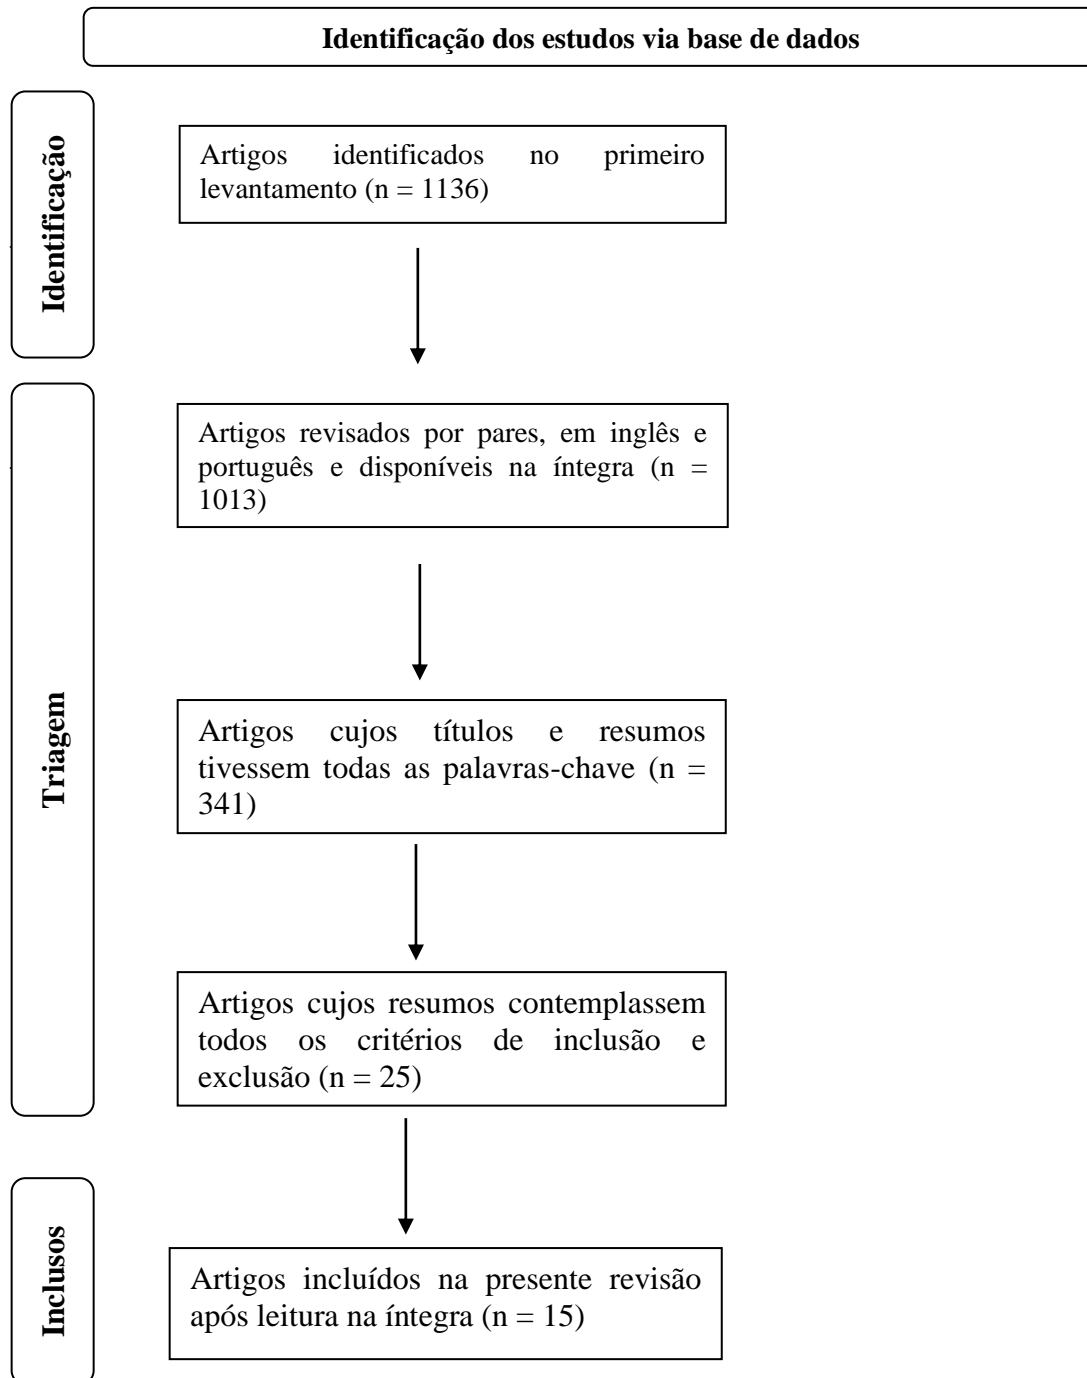 Identificação dos estudos via base de dados
Identificação
Artigos identificados no primeiro
levantamento (n = 1136)
Triagem
Artigos revisados por pares, em inglês e
português e disponíveis na íntegra (n =
1013)
Artigos cujos títulos e resumos
tivessem todas as palavras-chave (n =
341)
Artigos cujos resumos contemplassem
todos os critérios de inclusão e
exclusão (n = 25)
Inclusos
Artigos incluídos na presente revisão
após leitura na íntegra (n = 15)